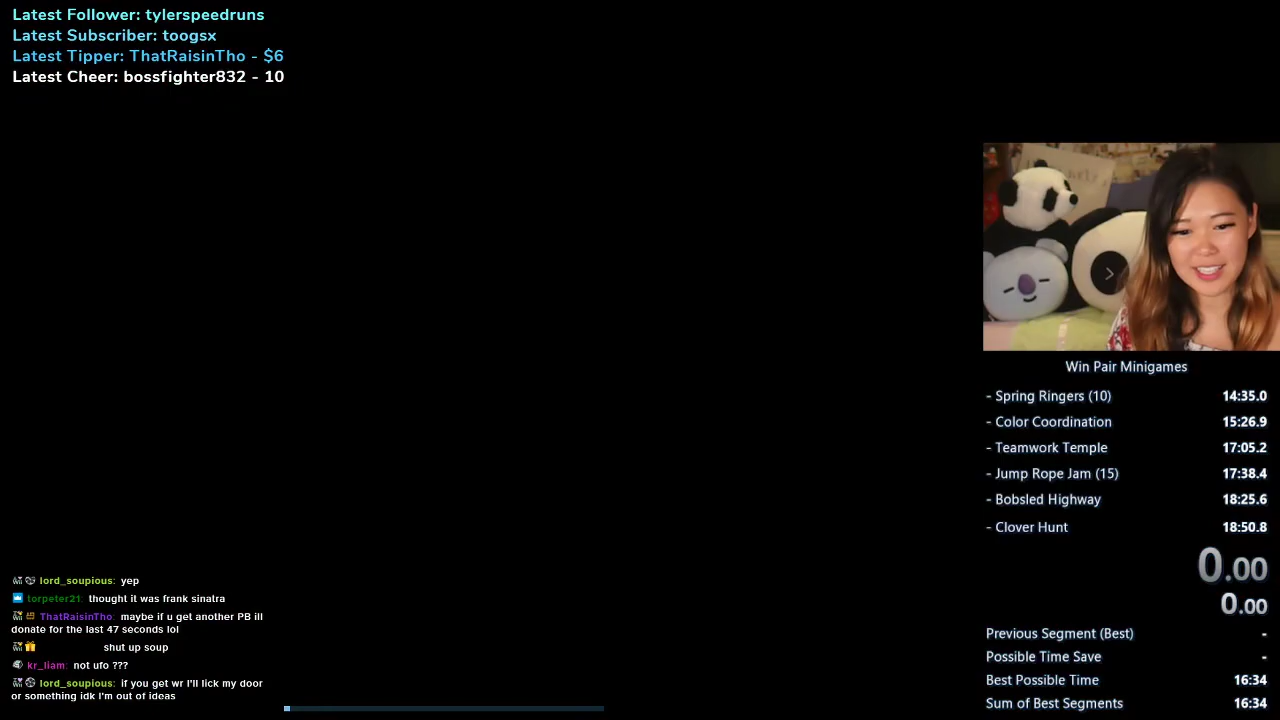 Latest Follower: tylerspeedruns
Latest Subscriber: toogsx
Latest Tipper: ThatRaisinTho - $6
Latest Cheer: bossfighter832 - 10
Win Pair Minigames
- Spring Ringers (10) 14:35.0
- Color Coordination 15:26.9
- Teamwork Temple 17:05.2
- Jump Rope Jam (15) 17:38.4
- Bobsled Highway 18:25.6
- Clover Hunt 18:50.8
0.00
0.00
Previous Segment (Best) -
Possible Time Save -
Best Possible Time 16:34
Sum of Best Segments 16:34
lord_soupious: yep
torpeter21: thought it was frank sinatra
ThatRaisinTho: maybe if u get another PB ill
donate for the last 47 seconds lol
shut up soup
kr_liam: not ufo ???
lord_soupious: if you get wr I'll lick my door
or something idk I'm out of ideas